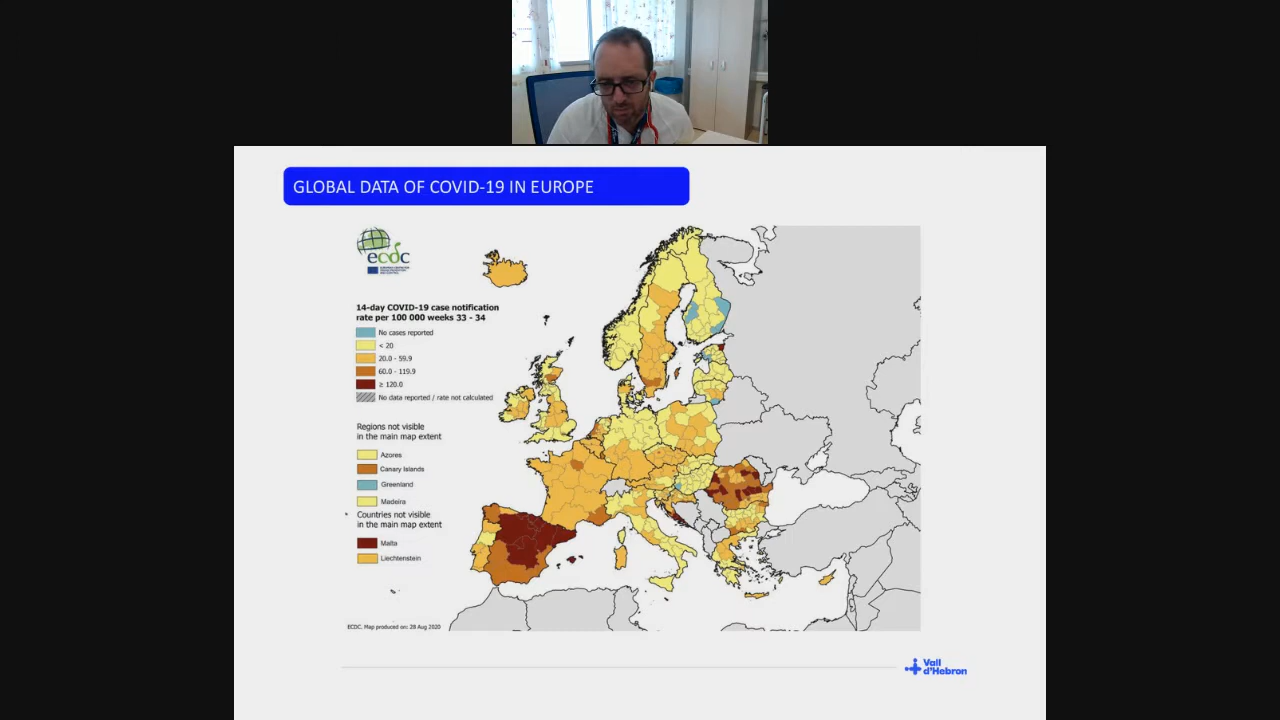 GLOBAL DATA OF COVID-19 IN EUROPE
ecdc
14-day COVID-19 case notification
rate per 100 000 weeks 33 - 34
No cases reported
< 20
20.0 - 59.9
60.0 - 119.9
≥ 120.0
No data reported / rate not calculated
Regions not visible
in the main map extent
Azores
Canary Islands
Greenland
Madeira
Countries not visible
in the main map extent
Malta
Liechtenstein
ECDC. Map produced on: 28 Aug 2020
Vall
d'Hebron